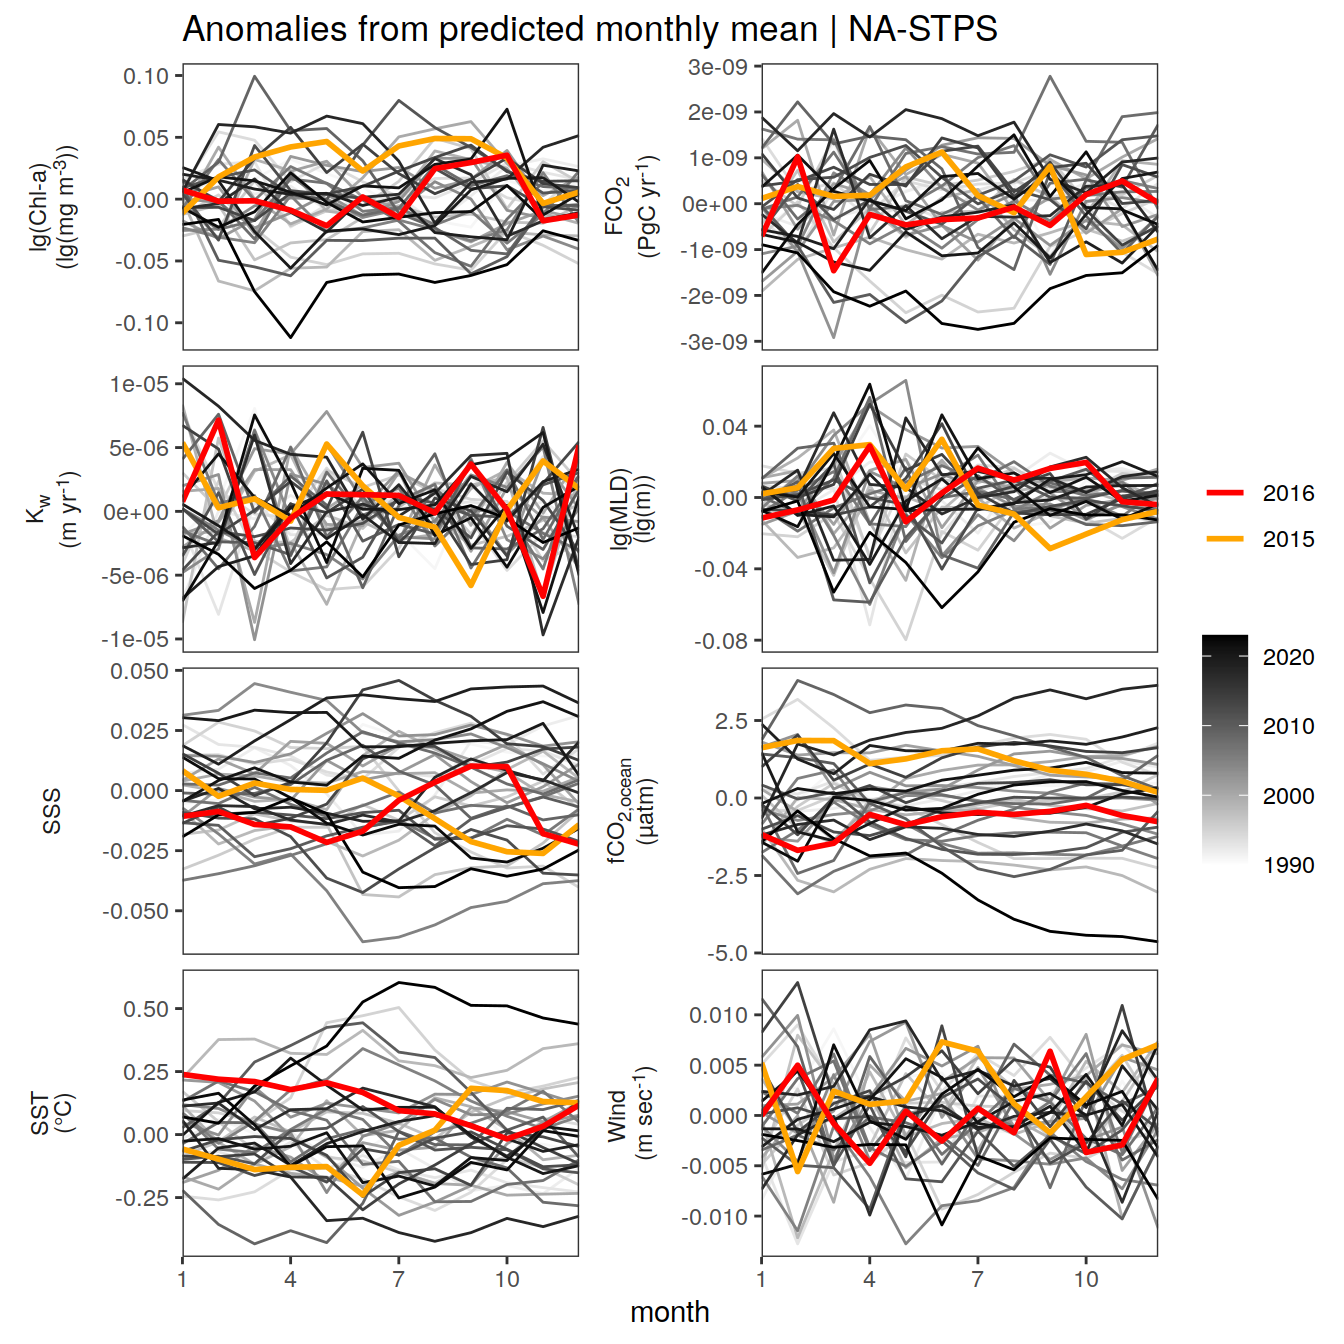 Anomalies from predicted monthly mean | NA-STPS
lg(Chl-a)
(lg(mg m⁻³))
0.10
0.05
0.00
-0.05
-0.10
FCO₂
(PgC yr⁻¹)
3e-09
2e-09
1e-09
0e+00
-1e-09
-2e-09
-3e-09
K_w
(m yr⁻¹)
1e-05
5e-06
0e+00
-5e-06
-1e-05
lg(MLD)
(lg(m))
0.04
0.00
-0.04
-0.08
SSS
0.050
0.025
0.000
-0.025
-0.050
fCO₂,ocean
(µatm)
2.5
0.0
-2.5
-5.0
SST
(°C)
0.50
0.25
0.00
-0.25
1 4 7 10
Wind
(m sec⁻¹)
0.010
0.005
0.000
-0.005
-0.010
1 4 7 10
month
2016
2015
2020
2010
2000
1990